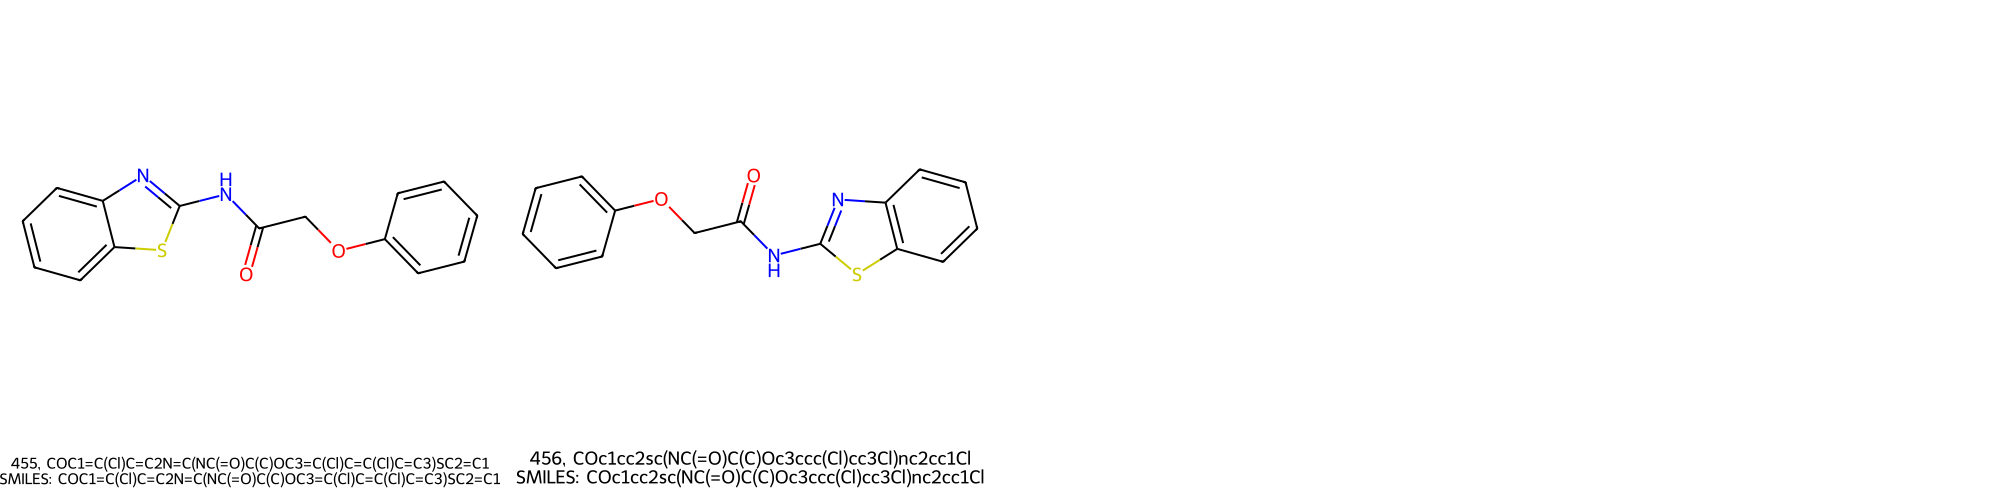 N
H
N
S
O
O
O
O
N
H
N
S
455, COC1=C(Cl)C=C2N=C(NC(=O)C(C)OC3=C(Cl)C=C(Cl)C=C3)SC2=C1
SMILES: COC1=C(Cl)C=C2N=C(NC(=O)C(C)OC3=C(Cl)C=C(Cl)C=C3)SC2=C1
456, COc1cc2sc(NC(=O)C(C)Oc3ccc(Cl)cc3Cl)nc2cc1Cl
SMILES: COc1cc2sc(NC(=O)C(C)Oc3ccc(Cl)cc3Cl)nc2cc1Cl